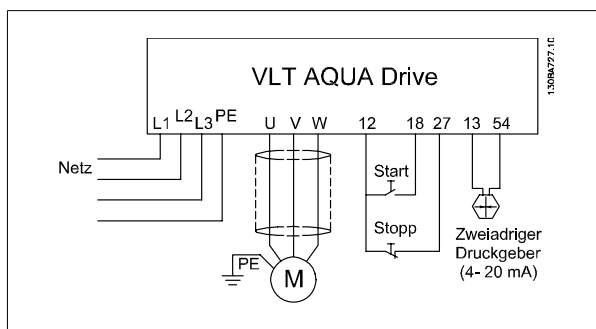 VLT AQUA Drive
130BA727.10
L1 L2 L3 PE U V W 12 18 27 13 54
Netz
Start
Stopp
PE
M
Zweiadriger
Druckgeber
(4- 20 mA)